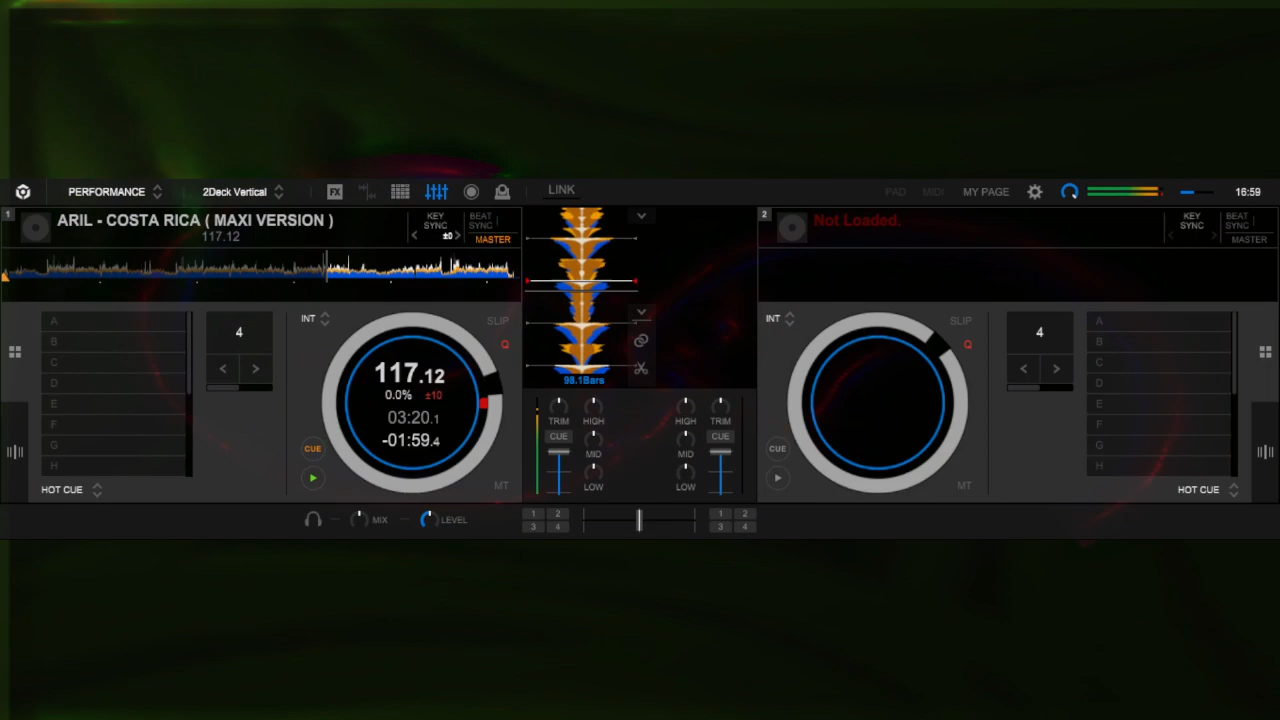 PERFORMANCE 2Deck Vertical FX LINK PAD MIDI MY PAGE 16:59
1 ARIL - COSTA RICA ( MAXI VERSION ) KEY SYNC BEAT SYNC
117.12 < ±0 > MASTER
2 Not Loaded. KEY SYNC BEAT SYNC
< > MASTER
A
B
C
D
E
F
G
H
HOT CUE
4
< >
INT SLIP
Q
117.12
0.0% ±10
03:20.1
-01:59.4
CUE
MT
98.1Bars
TRIM HIGH HIGH TRIM
CUE CUE
MID MID
LOW LOW
INT SLIP
Q
CUE
MT
4
< >
A
B
C
D
E
F
G
H
HOT CUE
MIX LEVEL
1 2 1 2
3 4 3 4